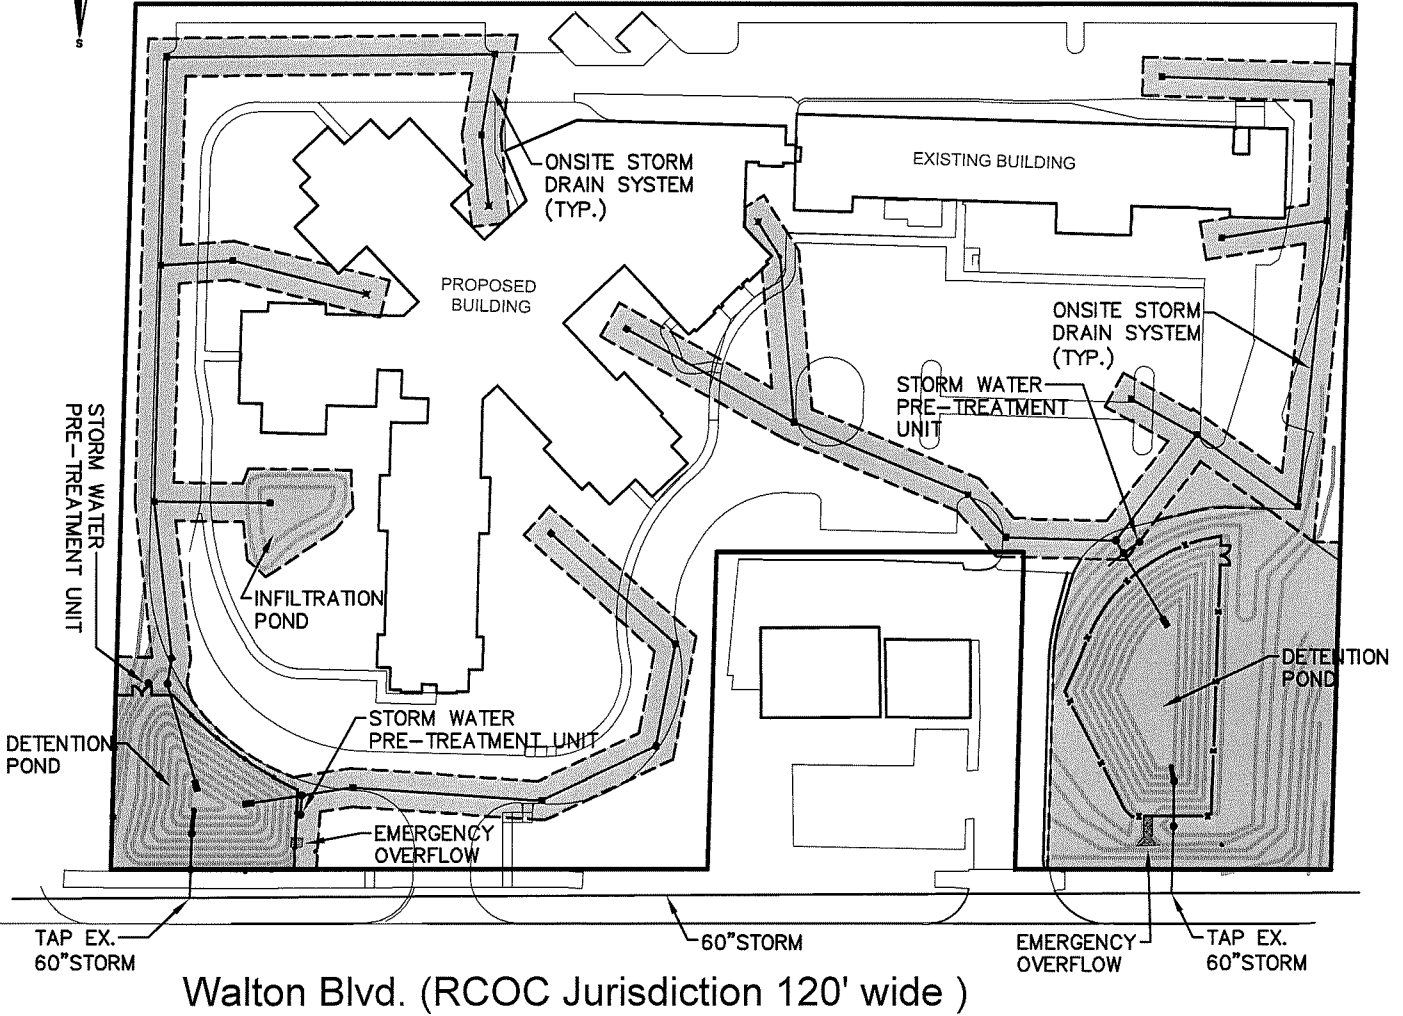 S
ONSITE STORM
DRAIN SYSTEM
(TYP.)
EXISTING BUILDING
PROPOSED
BUILDING
ONSITE STORM
DRAIN SYSTEM
(TYP.)
STORM WATER
PRE-TREATMENT
UNIT
STORM WATER
PRE-TREATMENT UNIT
INFILTRATION
POND
DETENTION
POND
STORM WATER
PRE-TREATMENT UNIT
DETENTION
POND
EMERGENCY
OVERFLOW
TAP EX.
60"STORM
60"STORM
EMERGENCY
OVERFLOW
TAP EX.
60"STORM
Walton Blvd. (RCOC Jurisdiction 120' wide )